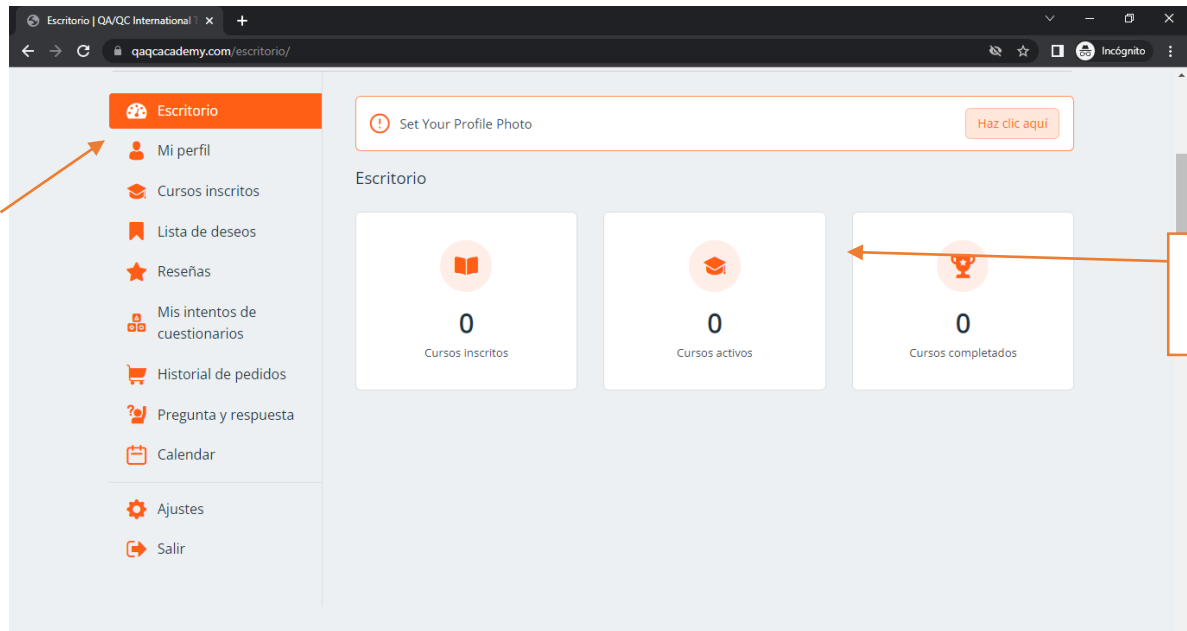 Escritorio | QA/QC International T
qaqcacademy.com/escritorio/
Incógnito
Escritorio
Mi perfil
Cursos inscritos
Lista de deseos
Reseñas
Mis intentos de
cuestionarios
Historial de pedidos
Pregunta y respuesta
Calendar
Ajustes
Salir
Set Your Profile Photo
Haz clic aquí
Escritorio
0
Cursos inscritos
0
Cursos activos
0
Cursos completados